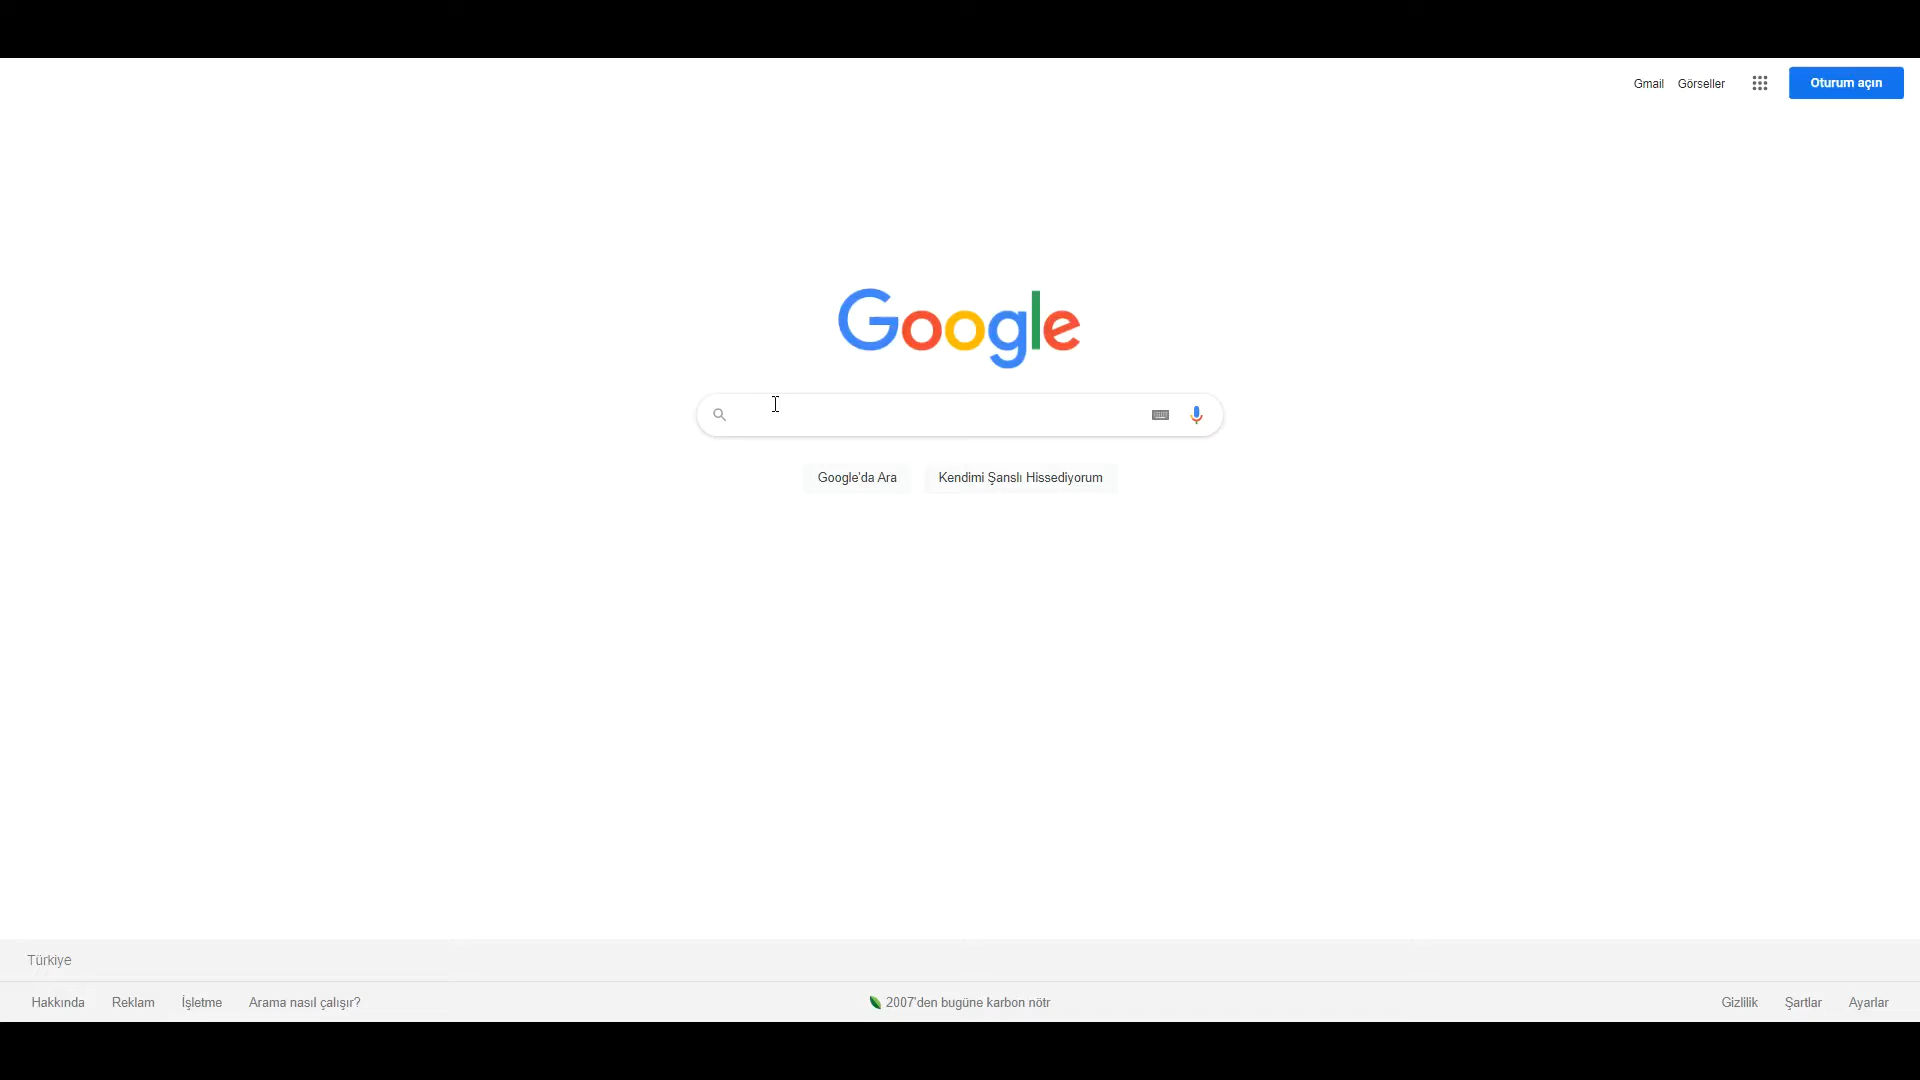 Gmail Görseller Oturum açın
Google
Google'da Ara Kendimi Şanslı Hissediyorum
Türkiye
Hakkında Reklam İşletme Arama nasıl çalışır? 2007'den bugüne karbon nötr Gizlilik Şartlar Ayarlar